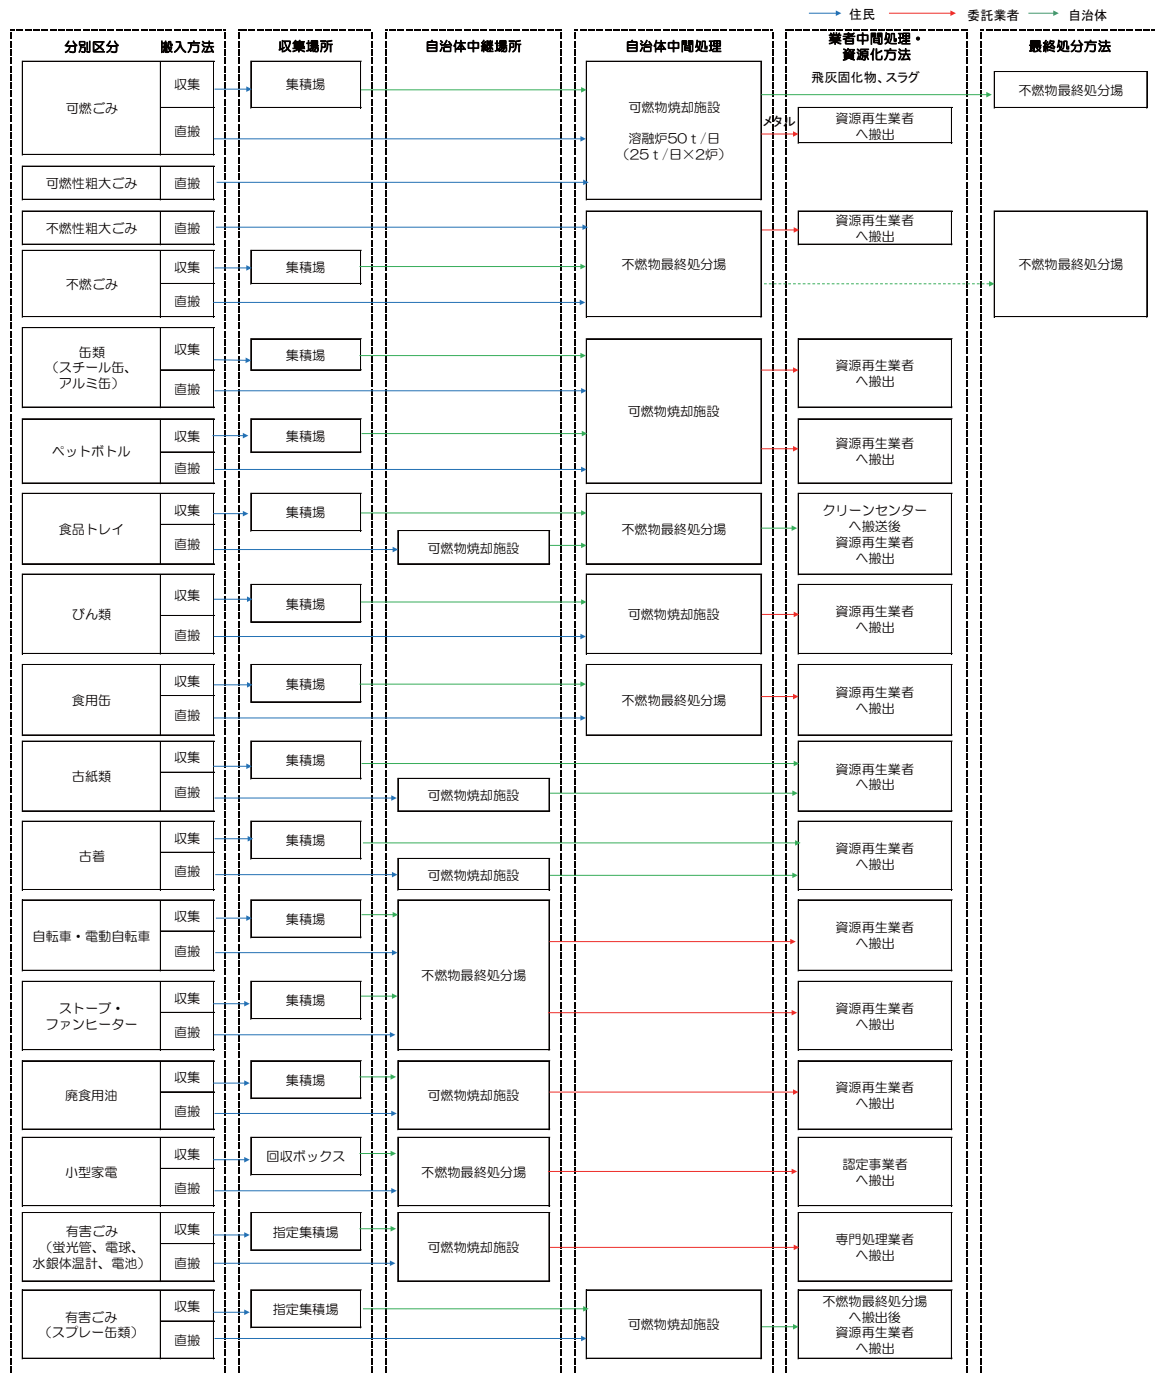 住民
委託業者
自治体
分別区分
搬入方法
収集場所
自治体中継場所
自治体中間処理
業者中間処理・
資源化方法
最終処分方法
可燃ごみ
収集
直搬
集積場
可燃物焼却施設
溶融炉50ｔ/日
（25ｔ/日×2炉）
飛灰固化物、スラグ
メタル
資源再生業者
へ搬出
不燃物最終処分場
可燃性粗大ごみ
直搬
不燃性粗大ごみ
直搬
不燃物最終処分場
資源再生業者
へ搬出
不燃物最終処分場
不燃ごみ
収集
直搬
集積場
缶類
（スチール缶、
アルミ缶）
収集
直搬
集積場
可燃物焼却施設
資源再生業者
へ搬出
ペットボトル
収集
直搬
集積場
資源再生業者
へ搬出
食品トレイ
収集
直搬
集積場
可燃物焼却施設
不燃物最終処分場
クリーンセンター
へ搬送後
資源再生業者
へ搬出
びん類
収集
直搬
集積場
可燃物焼却施設
資源再生業者
へ搬出
食用缶
収集
直搬
集積場
不燃物最終処分場
資源再生業者
へ搬出
古紙類
収集
直搬
集積場
可燃物焼却施設
資源再生業者
へ搬出
古着
収集
直搬
集積場
可燃物焼却施設
資源再生業者
へ搬出
自転車・電動自転車
収集
直搬
集積場
不燃物最終処分場
資源再生業者
へ搬出
ストーブ・
ファンヒーター
収集
直搬
集積場
資源再生業者
へ搬出
廃食用油
収集
直搬
集積場
可燃物焼却施設
資源再生業者
へ搬出
小型家電
収集
直搬
回収ボックス
不燃物最終処分場
認定事業者
へ搬出
有害ごみ
（蛍光管、電球、
水銀体温計、電池）
収集
直搬
指定集積場
可燃物焼却施設
専門処理業者
へ搬出
有害ごみ
（スプレー缶類）
収集
直搬
指定集積場
可燃物焼却施設
不燃物最終処分場
へ搬出後
資源再生業者
へ搬出